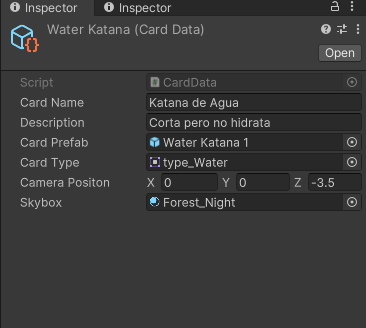 Inspector Inspector
Water Katana (Card Data)
Open
Script CardData
Card Name Katana de Agua
Description Corta pero no hidrata
Card Prefab Water Katana 1
Card Type type_Water
Camera Positon X 0 Y 0 Z -3.5
Skybox Forest_Night